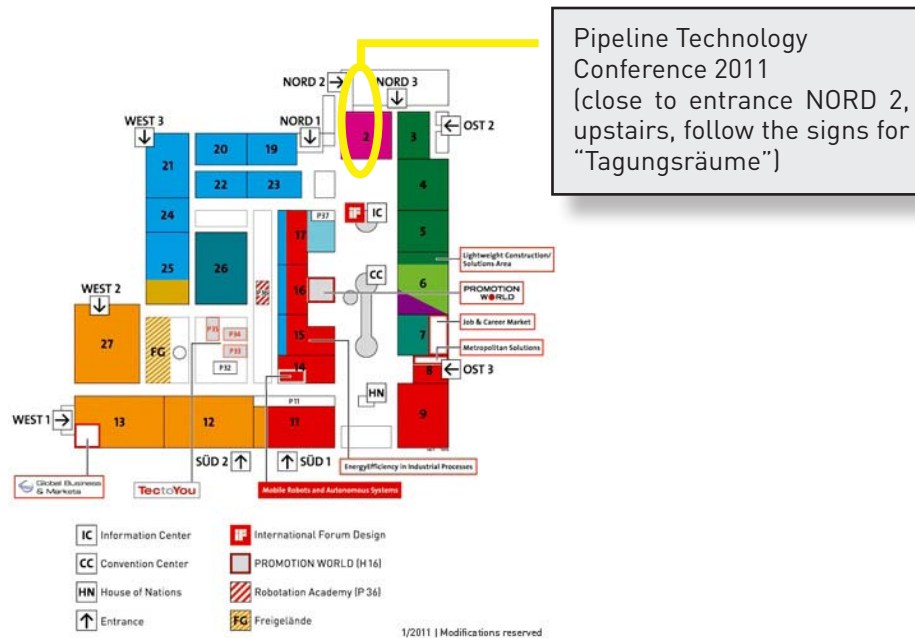 Pipeline Technology
Conference 2011
(close to entrance NORD 2,
upstairs, follow the signs for
“Tagungsräume”)
NORD 2
NORD 3
WEST 3
NORD 1
OST 2
2
3
21
20
19
22
23
4
24
17
P37
iF
IC
5
25
26
Lightweight Construction/
Solutions Area
CC
6
WEST 2
P36
16
PROMOTION
WORLD
27
FG
P35
P34
P33
P32
15
7
Job & Career Market
Metropolitan Solutions
14
8
OST 3
HN
WEST 1
13
12
P11
11
9
SÜD 2
SÜD 1
EnergyEfficiency in Industrial Processes
Global Business
& Markets
TectoYou
Mobile Robots and Autonomous Systems
IC Information Center
CC Convention Center
HN House of Nations
Entrance
iF International Forum Design
PROMOTION WORLD (H16)
Robotation Academy (P 36)
FG Freigelände
1/2011 | Modifications reserved